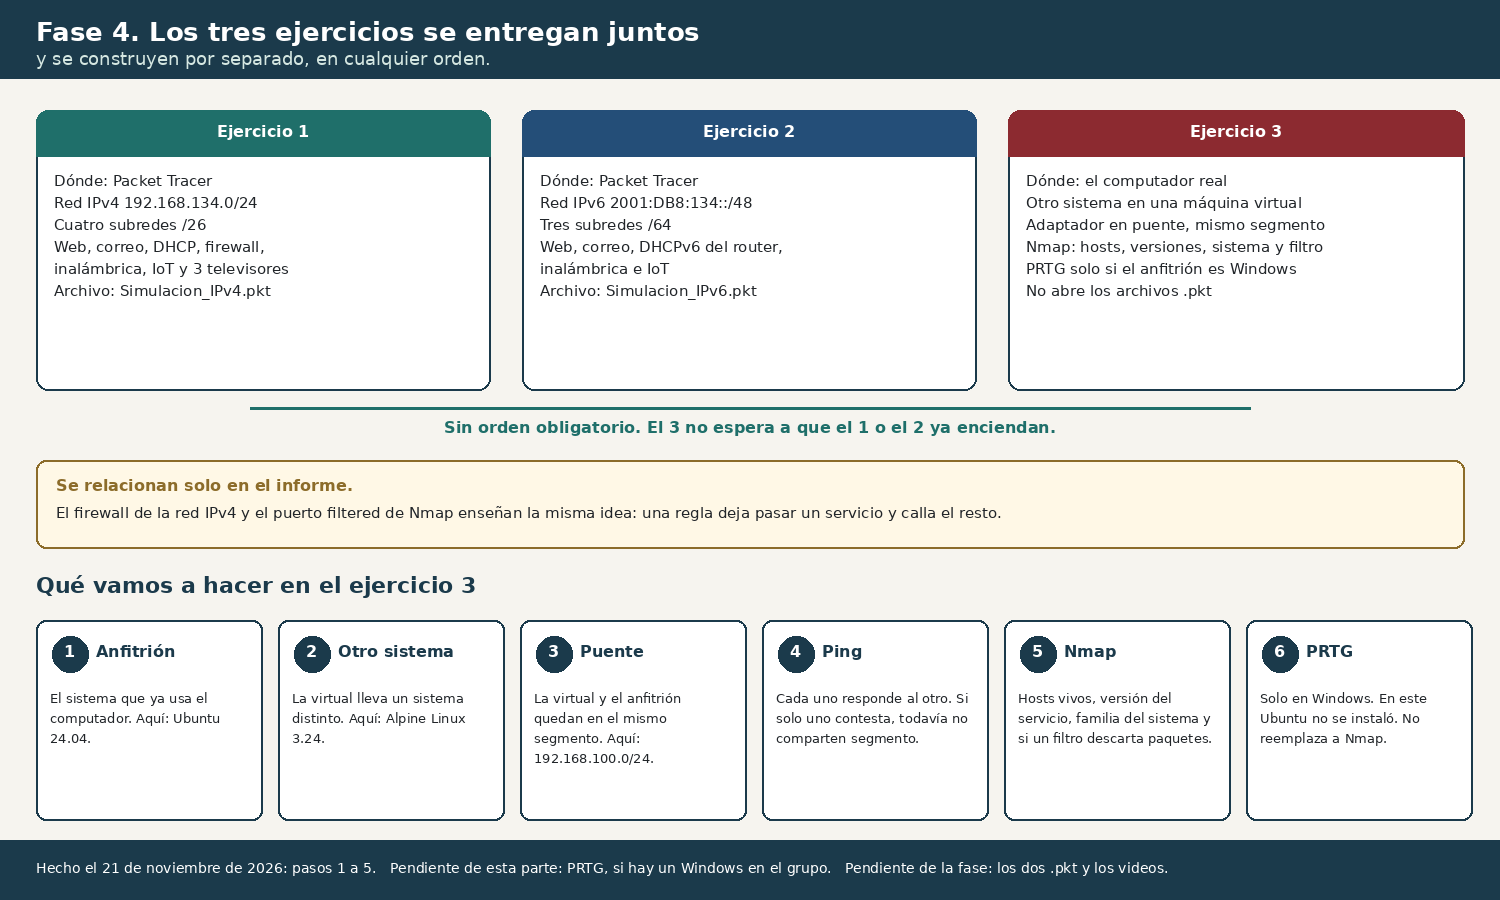 Fase 4. Los tres ejercicios se entregan juntos
y se construyen por separado, en cualquier orden.
Ejercicio 1
Dónde: Packet Tracer
Red IPv4 192.168.134.0/24
Cuatro subredes /26
Web, correo, DHCP, firewall,
inalámbrica, IoT y 3 televisores
Archivo: Simulacion_IPv4.pkt
Ejercicio 2
Dónde: Packet Tracer
Red IPv6 2001:DB8:134::/48
Tres subredes /64
Web, correo, DHCPv6 del router,
inalámbrica e IoT
Archivo: Simulacion_IPv6.pkt
Ejercicio 3
Dónde: el computador real
Otro sistema en una máquina virtual
Adaptador en puente, mismo segmento
Nmap: hosts, versiones, sistema y filtro
PRTG solo si el anfitrión es Windows
No abre los archivos .pkt
Sin orden obligatorio. El 3 no espera a que el 1 o el 2 ya enciendan.
Se relacionan solo en el informe.
El firewall de la red IPv4 y el puerto filtered de Nmap enseñan la misma idea: una regla deja pasar un servicio y calla el resto.
Qué vamos a hacer en el ejercicio 3
1 Anfitrión
El sistema que ya usa el
computador. Aquí: Ubuntu
24.04.
2 Otro sistema
La virtual lleva un sistema
distinto. Aquí: Alpine Linux
3.24.
3 Puente
La virtual y el anfitrión
quedan en el mismo
segmento. Aquí:
192.168.100.0/24.
4 Ping
Cada uno responde al otro. Si
solo uno contesta, todavía no
comparten segmento.
5 Nmap
Hosts vivos, versión del
servicio, familia del sistema y
si un filtro descarta paquetes.
6 PRTG
Solo en Windows. En este
Ubuntu no se instaló. No
reemplaza a Nmap.
Hecho el 21 de noviembre de 2026: pasos 1 a 5. Pendiente de esta parte: PRTG, si hay un Windows en el grupo. Pendiente de la fase: los dos .pkt y los videos.